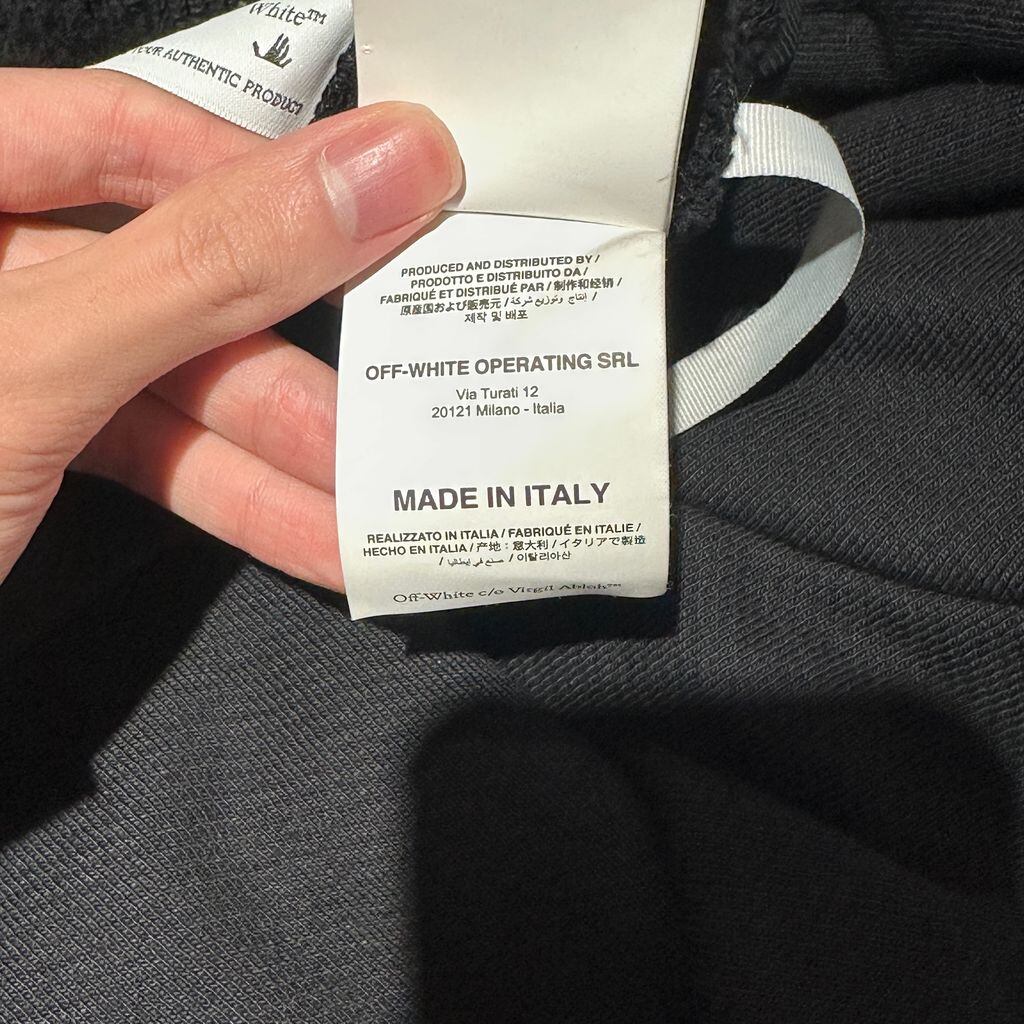 White™
YOUR AUTHENTIC PRODUCT
PRODUCED AND DISTRIBUTED BY /
PRODOTTO E DISTRIBUITO DA /
FABRIQUÉ ET DISTRIBUÉ PAR / 制作和经销 /
原産国および販売元 / إنتاج وتوزيع شركة /
제작 및 배포
OFF-WHITE OPERATING SRL
Via Turati 12
20121 Milano - Italia
MADE IN ITALY
REALIZZATO IN ITALIA / FABRIQUÉ EN ITALIE /
HECHO EN ITALIA / 产地：意大利 / イタリアで製造
/ صنع في إيطاليا / 이탈리아산
Off-White c/o Virgil Abloh™